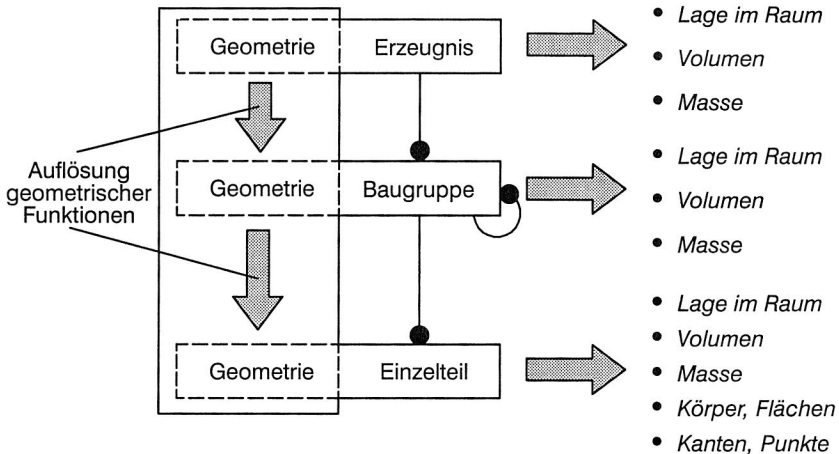 Geometrie Erzeugnis
• Lage im Raum
• Volumen
• Masse
Auflösung
geometrischer
Funktionen
Geometrie Baugruppe
• Lage im Raum
• Volumen
• Masse
Geometrie Einzelteil
• Lage im Raum
• Volumen
• Masse
• Körper, Flächen
• Kanten, Punkte